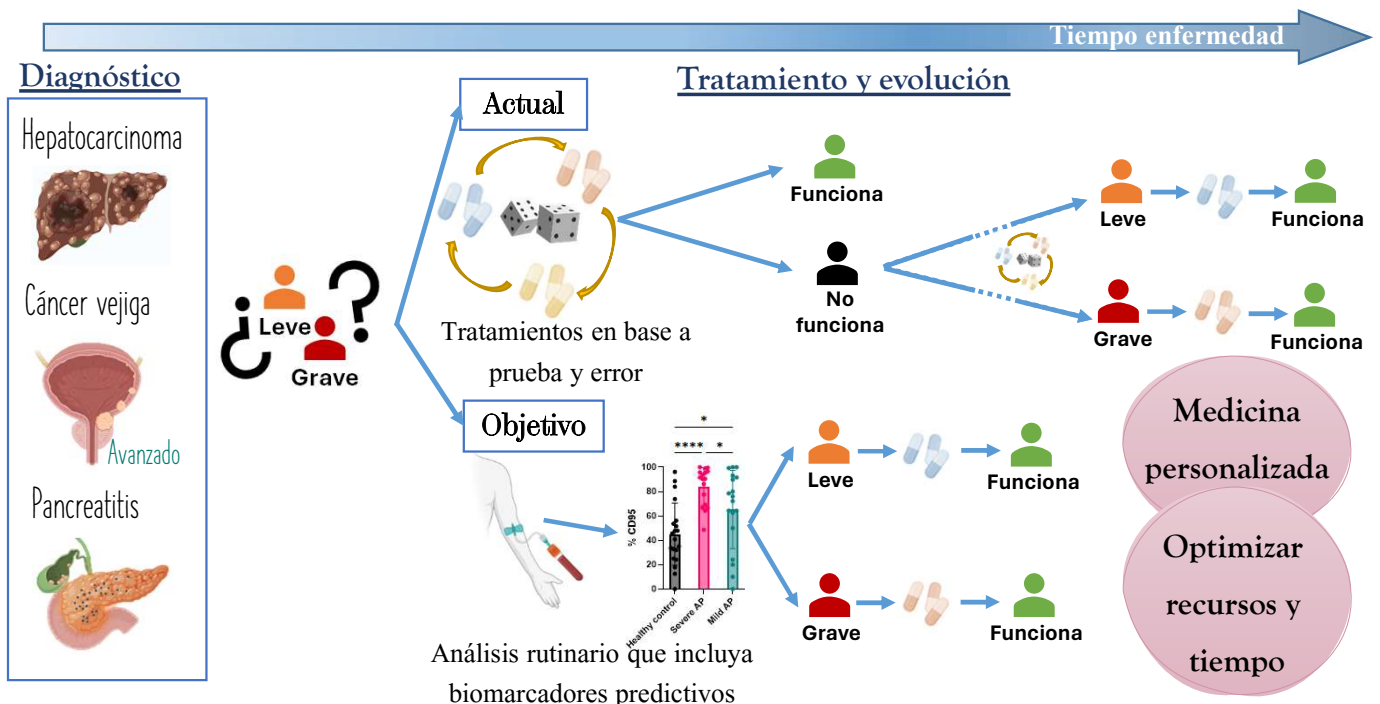 Tiempo enfermedad
Diagnóstico
Tratamiento y evolución
Hepatocarcinoma
Cáncer vejiga
Avanzado
Pancreatitis
¿
Leve
Grave
?
Actual
Tratamientos en base a
prueba y error
Funciona
No
funciona
Leve
Funciona
Grave
Funciona
Objetivo
Análisis rutinario que incluya
biomarcadores predictivos
*
**** *
% CD95
100
80
60
40
20
0
Healthy control
Severe AP
Mild AP
Leve
Funciona
Grave
Funciona
Medicina
personalizada
Optimizar
recursos y
tiempo